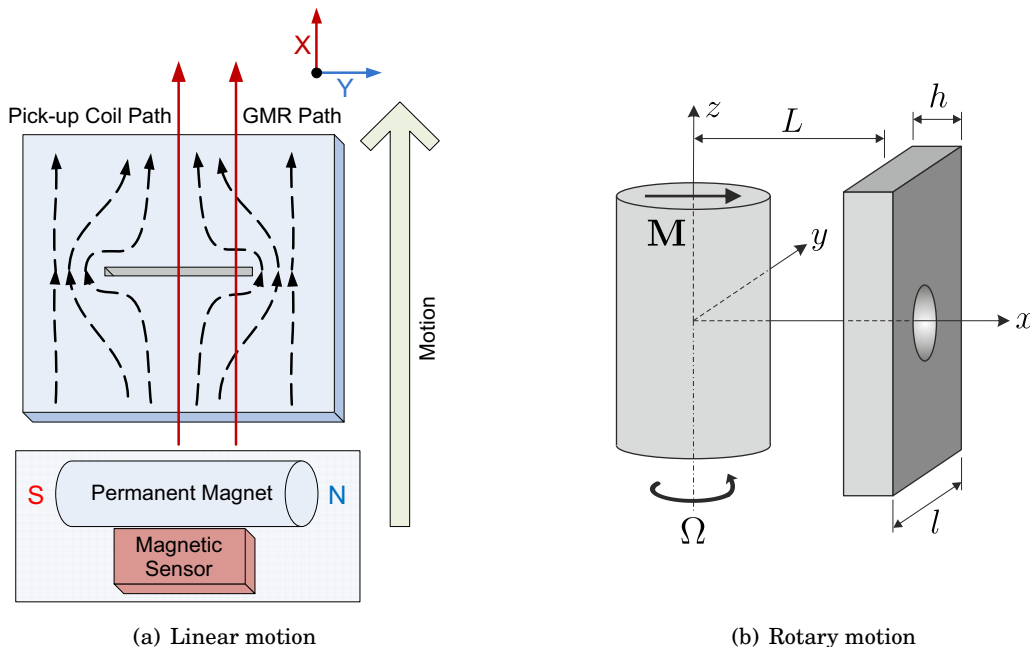 X
Y
Pick-up Coil Path
GMR Path
Motion
S
Permanent Magnet
N
Magnetic
Sensor
(a) Linear motion
z
L
h
M
y
x
Ω
l
(b) Rotary motion